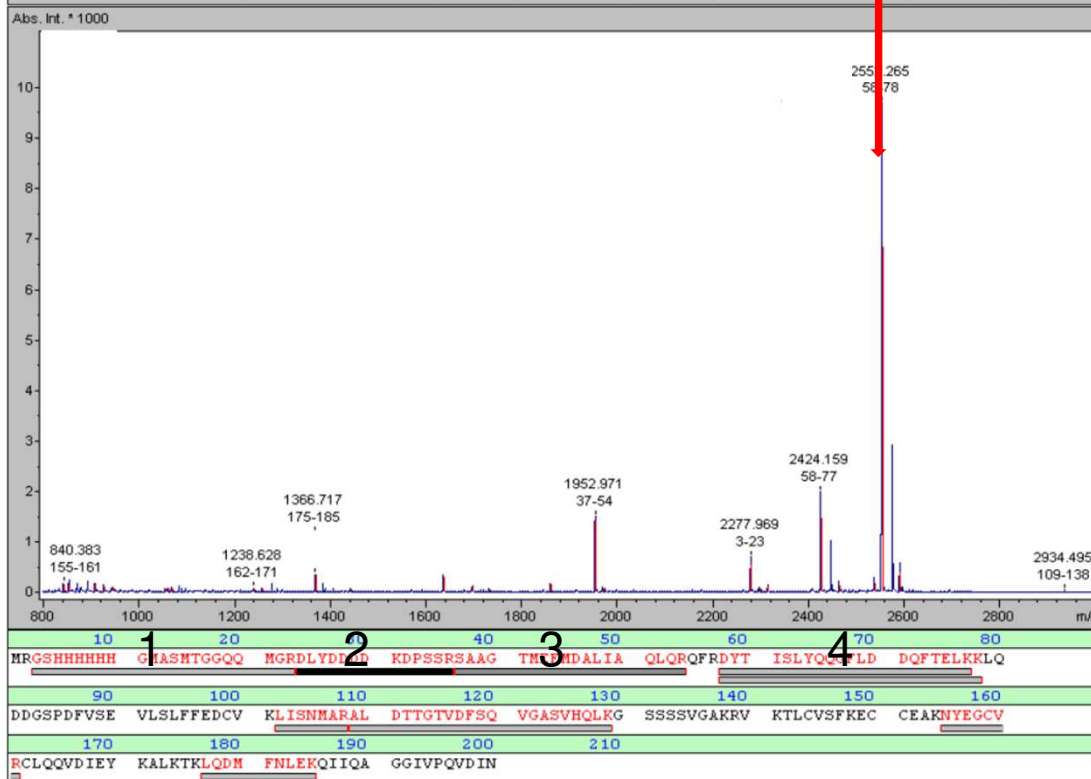 Abs. Int. * 1000
58-78
10
9
8
7
6
5
4
3
2
1
0
840.383
155-161
1238.628
162-171
1366.717
175-185
1952.971
37-54
2277.969
3-23
2424.159
58-77
2934.495
109-138
800 1000 1200 1400 1600 1800 2000 2200 2400 2600 2800
10 20 40 50 60 70 80
1 2 3 4
MRGSHHHHHH GMASMTGGQQ KDPSSRSAAG QLQRQFRDYT DQFTELKKLQ
90 100 110 120 130 140 150 160
DDGSPDFVSE VLSLFFEDCV KLISNMARAL DTTGTVDFSQ VGASVHQLKG SSSSVGAKRV KTLCVSFKEC CEAKNYEGCV
170 180 190 200 210
RCLQQVDIEY KALKTKLQDM FNLEKQIIQA GGIVPQVDIN